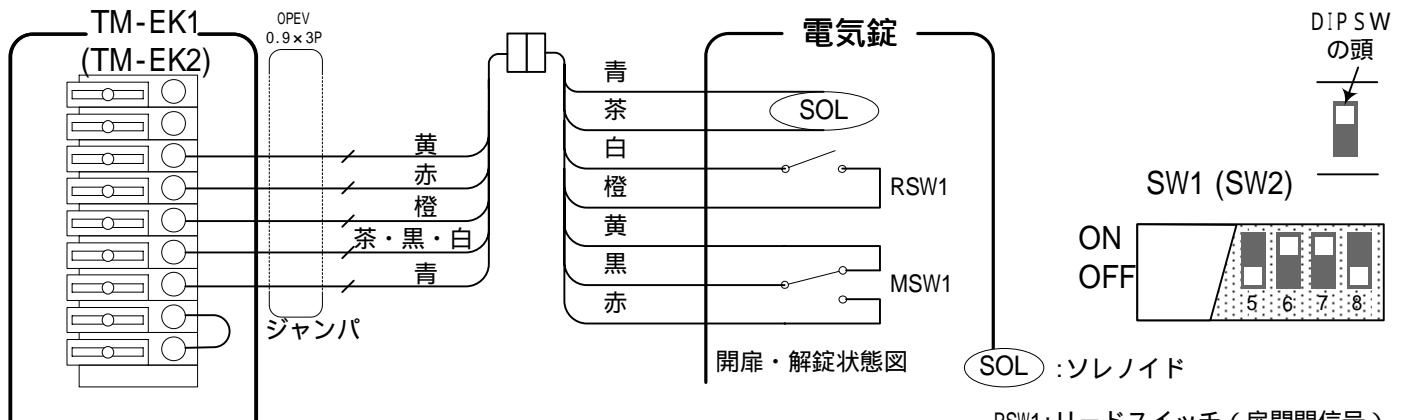 TM-EK1
(TM-EK2)
OPEV
0.9×3P
黄
赤
橙
茶・黒・白
青
ジャンパ
電気錠
青
茶
白
橙
黄
黒
赤
SOL
RSW1
MSW1
開扉・解錠状態図
SOL :ソレノイド
RSW1:リードスイッチ(扉開閉信号)
DIPSW
の頭
SW1 (SW2)
ON
OFF
5 6 7 8